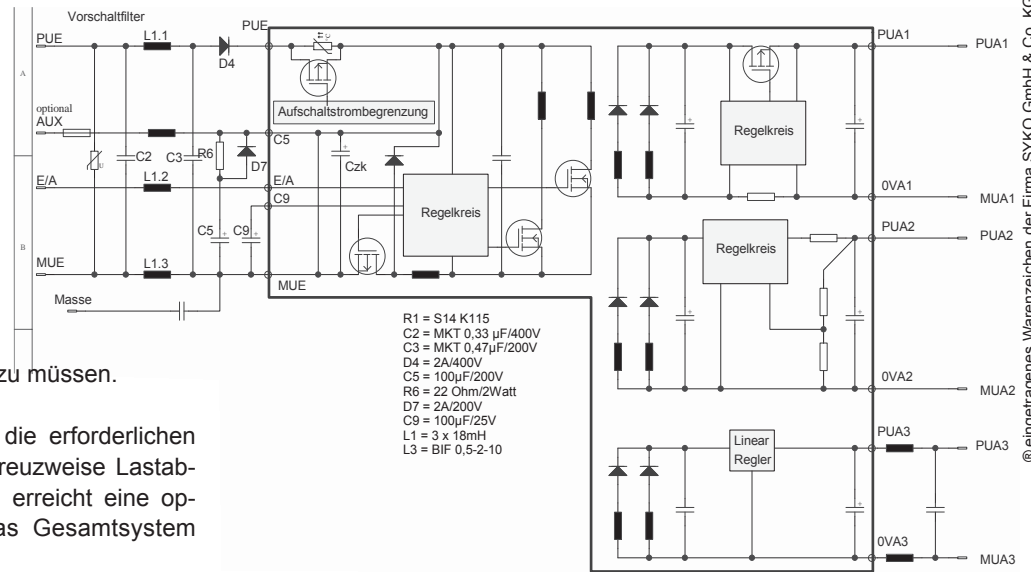 Vorschaltfilter
PUE
L1.1
D4
PUE
°C
Aufschaltstrombegrenzung
optional
AUX
C5
C2
C3
R6
D7
Czk
U
E/A
L1.2
E/A
C9
Regelkreis
C5
C9
MUE
L1.3
MUE
Masse
A
B
PUA1
PUA1
Regelkreis
0VA1
MUA1
PUA2
PUA2
Regelkreis
0VA2
MUA2
PUA3
PUA3
Linear
Regler
0VA3
MUA3
R1 = S14 K115
C2 = MKT 0,33 µF/400V
C3 = MKT 0,47µF/200V
D4 = 2A/400V
C5 = 100µF/200V
R6 = 22 Ohm/2Watt
D7 = 2A/200V
C9 = 100µF/25V
L1 = 3 x 18mH
L3 = BIF 0,5-2-10
zu müssen.
die erforderlichen
reuzweise Lastab-
erreicht eine op-
as Gesamtsystem
® eingetragenes Warenzeichen der Firma SYKO GmbH & Co. KG